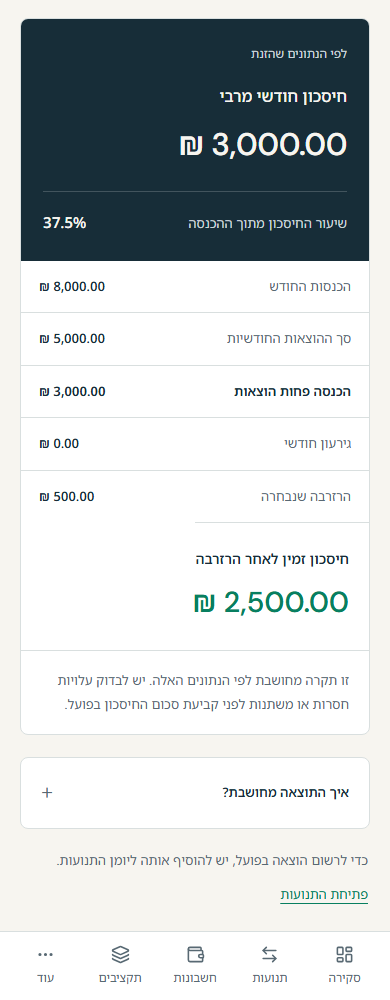 לפי הנתונים שהזנת
חיסכון חודשי מרבי
3,000.00 ₪
שיעור החיסכון מתוך ההכנסה 37.5%
הכנסות החודש 8,000.00 ₪
סך ההוצאות החודשיות 5,000.00 ₪
הכנסה פחות הוצאות 3,000.00 ₪
גירעון חודשי 0.00 ₪
הרזרבה שנבחרה 500.00 ₪
חיסכון זמין לאחר הרזרבה
2,500.00 ₪
זו תקרה מחושבת לפי הנתונים האלה. יש לבדוק עלויות
חסרות או משתנות לפני קביעת סכום החיסכון בפועל.
איך התוצאה מחושבת? +
כדי לרשום הוצאה בפועל, יש להוסיף אותה ליומן התנועות.
פתיחת התנועות
סקירה תנועות חשבונות תקציבים עוד